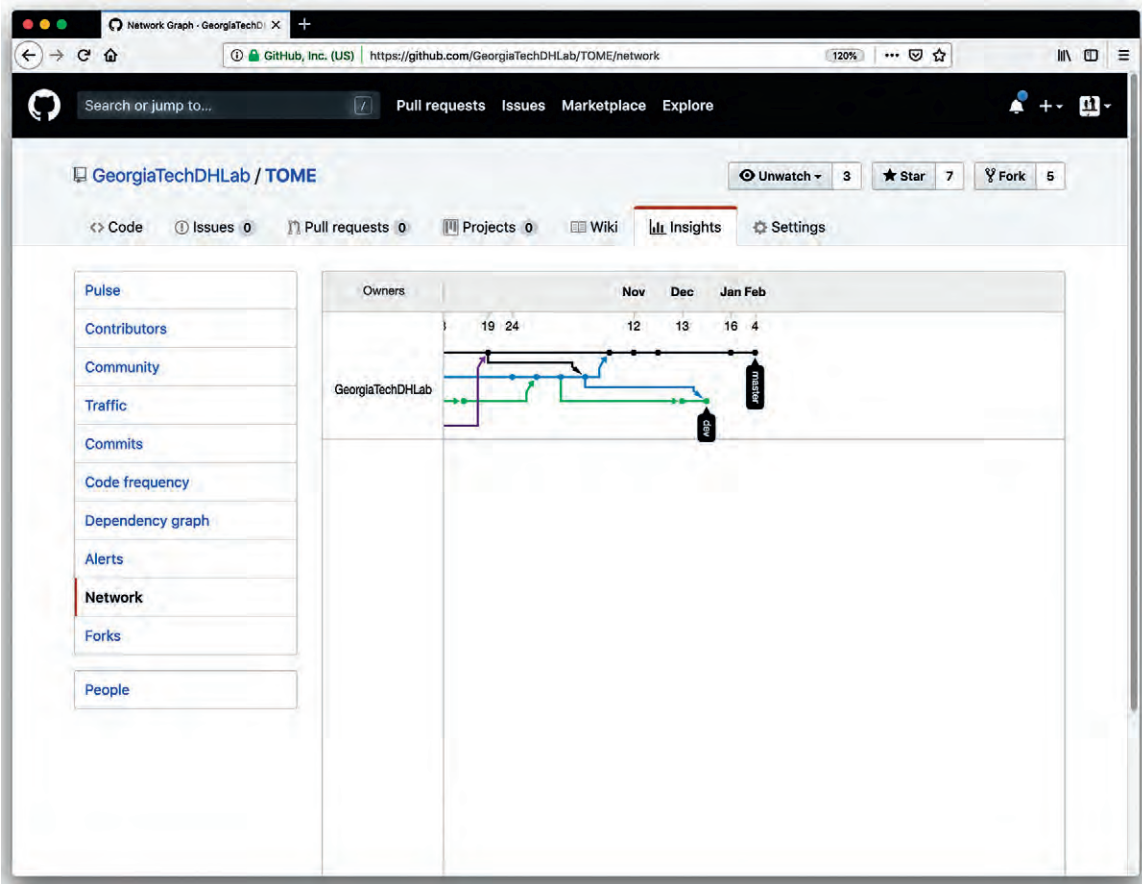 Network Graph · GeorgiaTechD
GitHub, Inc. (US) https://github.com/GeorgiaTechDHLab/TOME/network 120%
Search or jump to... / Pull requests Issues Marketplace Explore
GeorgiaTechDHLab / TOME Unwatch 3 Star 7 Fork 5
Code Issues 0 Pull requests 0 Projects 0 Wiki Insights Settings
Pulse
Contributors
Community
Traffic
Commits
Code frequency
Dependency graph
Alerts
Network
Forks
People
Owners Nov Dec Jan Feb
19 24 12 13 16 4
GeorgiaTechDHLab
master
dev